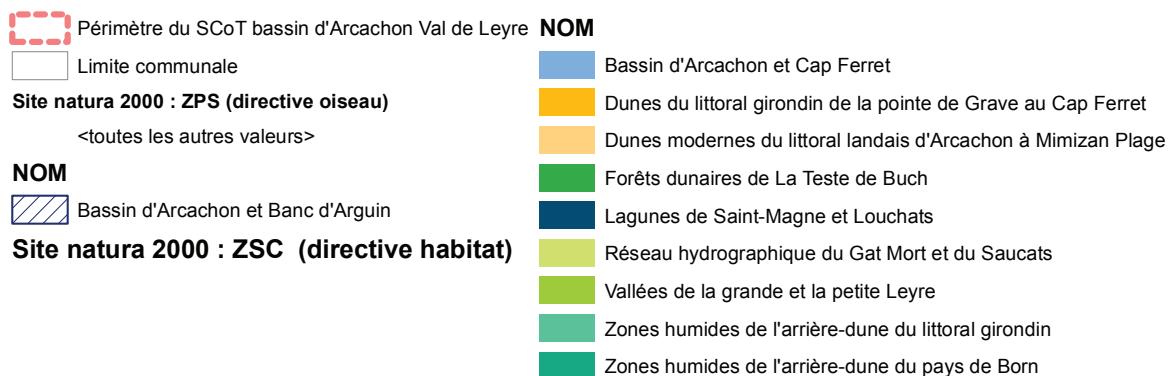 Périmètre du SCoT bassin d'Arcachon Val de Leyre
Limite communale
Site natura 2000 : ZPS (directive oiseau)
<toutes les autres valeurs>
NOM
Bassin d'Arcachon et Banc d'Arguin
Site natura 2000 : ZSC (directive habitat)
NOM
Bassin d'Arcachon et Cap Ferret
Dunes du littoral girondin de la pointe de Grave au Cap Ferret
Dunes modernes du littoral landais d'Arcachon à Mimizan Plage
Forêts dunaires de La Teste de Buch
Lagunes de Saint-Magne et Louchats
Réseau hydrographique du Gat Mort et du Saucats
Vallées de la grande et la petite Leyre
Zones humides de l'arrière-dune du littoral girondin
Zones humides de l'arrière-dune du pays de Born